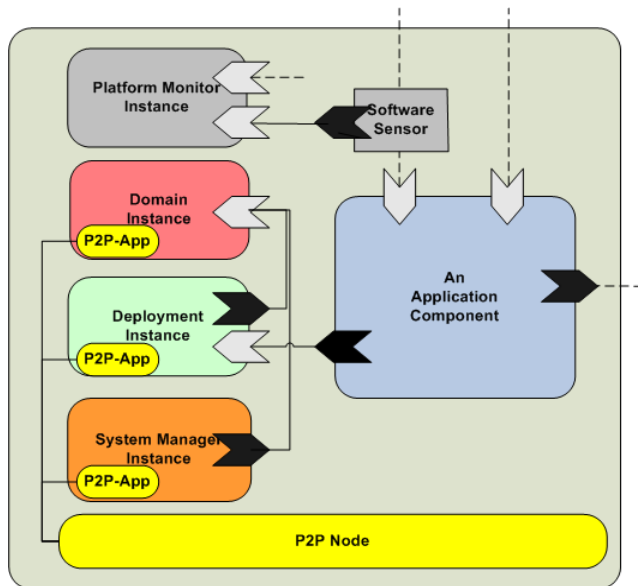 Platform Monitor
Instance
Software
Sensor
Domain
Instance
P2P-App
An
Application
Component
Deployment
Instance
P2P-App
System Manager
Instance
P2P-App
P2P Node